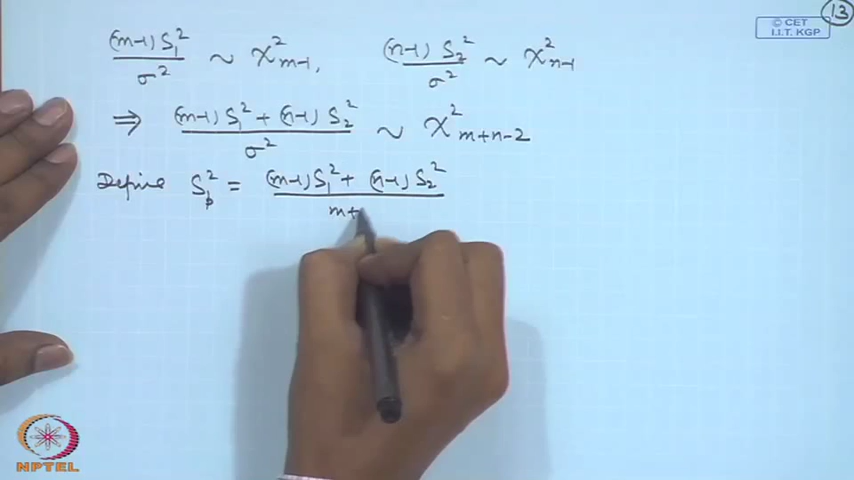 13
© CET
I.I.T. KGP
(m-1) S₁² / σ² ~ χ²ₘ₋₁, (n-1) S₂² / σ² ~ χ²ₙ₋₁
⇒ (m-1) S₁² + (n-1) S₂² / σ² ~ χ²ₘ₊ₙ₋₂
Define Sₚ² = (m-1) S₁² + (n-1) S₂² / m+
NPTEL